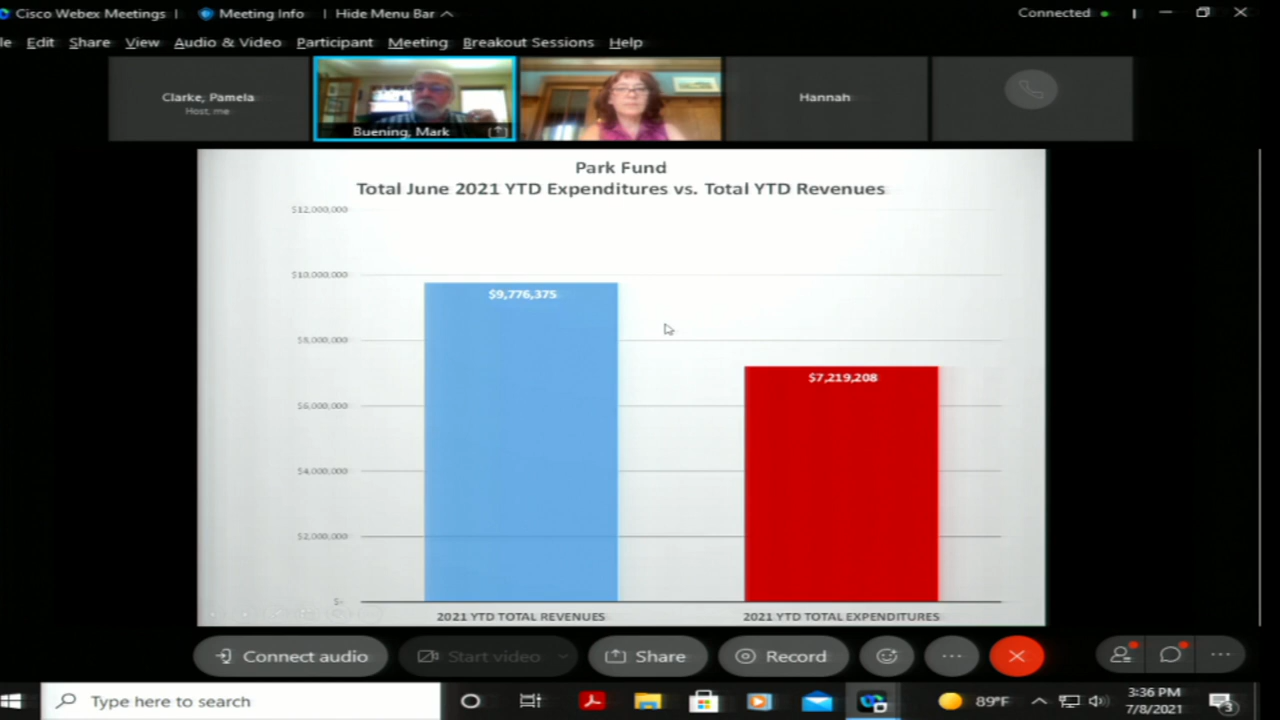 Cisco Webex Meetings | Meeting Info | Hide Menu Bar Connected
Edit Share View Audio & Video Participant Meeting Breakout Sessions Help
Clarke, Pamela
Host, me
Buening, Mark
Hannah
Park Fund
Total June 2021 YTD Expenditures vs. Total YTD Revenues
$12,000,000
$10,000,000
$9,776,375
$8,000,000
$7,219,208
$6,000,000
$4,000,000
$2,000,000
$-
2021 YTD TOTAL REVENUES 2021 YTD TOTAL EXPENDITURES
Connect audio Start video Share Record
Type here to search 89°F 3:36 PM
7/8/2021 3